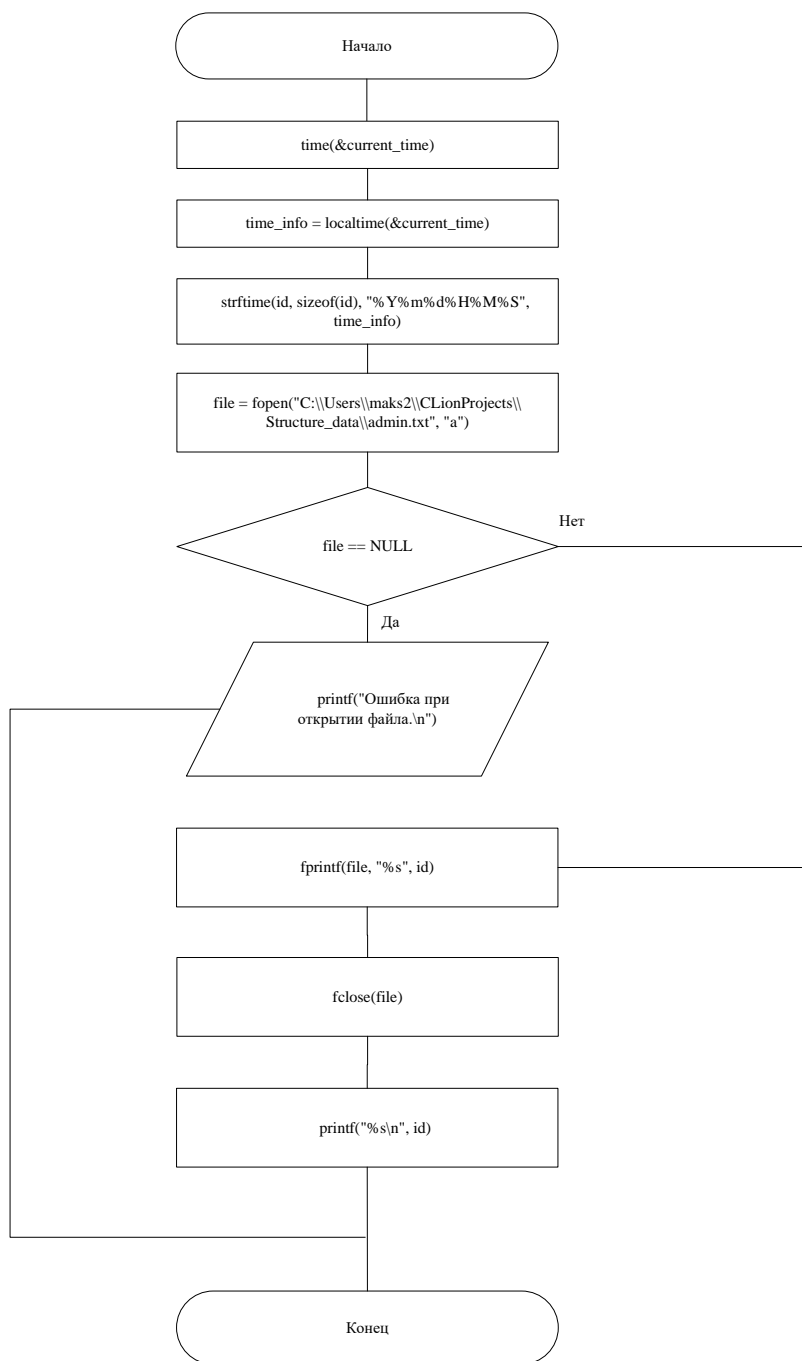 Начало
time(&current_time)
time_info = localtime(&current_time)
strftime(id, sizeof(id), "%Y%m%d%H%M%S",
time_info)
file = fopen("C:\\Users\\maks2\\CLionProjects\\
Structure_data\\admin.txt", "a")
Нет
file == NULL
Да
printf("Ошибка при
открытии файла.\n")
fprintf(file, "%s", id)
fclose(file)
printf("%s\n", id)
Конец